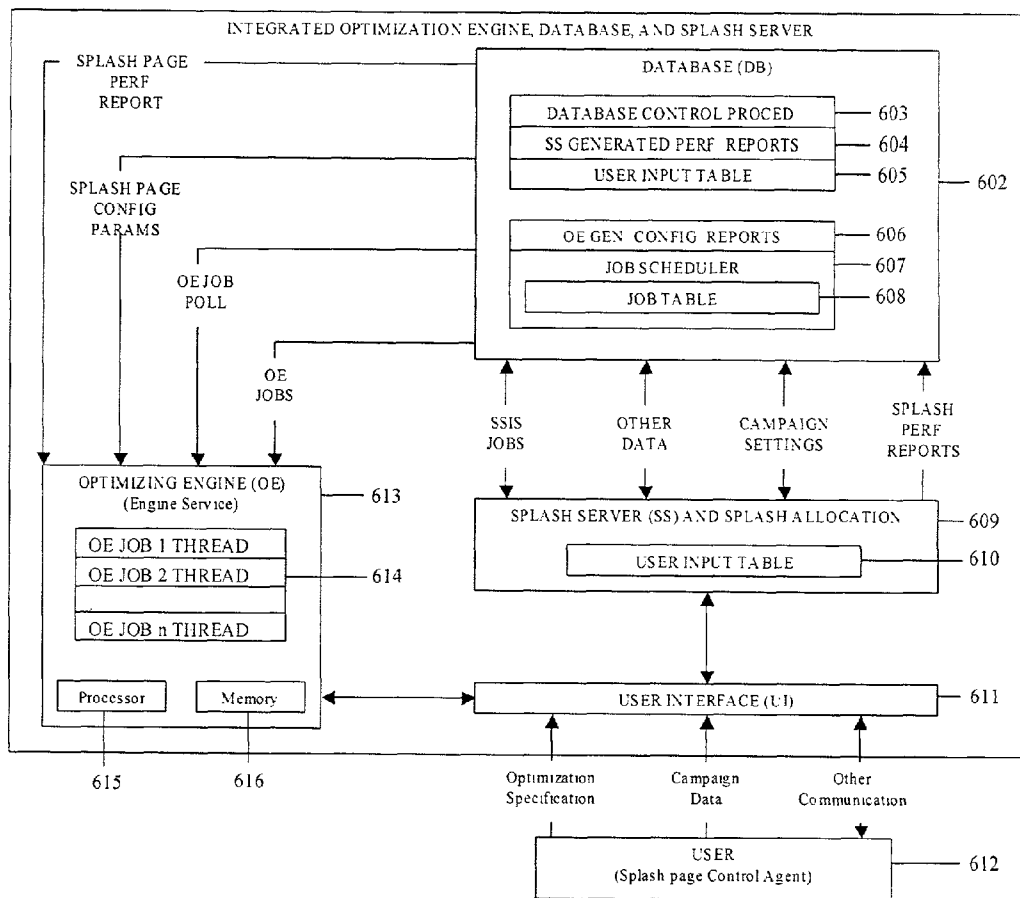 INTEGRATED OPTIMIZATION ENGINE, DATABASE, AND SPLASH SERVER
SPLASH PAGE
PERF
REPORT
DATABASE (DB)
DATABASE CONTROL PROCED
603
SS GENERATED PERF REPORTS
604
USER INPUT TABLE
605
602
SPLASH PAGE
CONFIG
PARAMS
OE GEN CONFIG REPORTS
606
JOB SCHEDULER
607
JOB TABLE
608
OE JOB
POLL
OE
JOBS
SSIS
JOBS
OTHER
DATA
CAMPAIGN
SETTINGS
SPLASH
PERF
REPORTS
OPTIMIZING ENGINE (OE)
(Engine Service)
613
OE JOB 1 THREAD
OE JOB 2 THREAD
614
OE JOB n THREAD
Processor
Memory
615
616
SPLASH SERVER (SS) AND SPLASH ALLOCATION
609
USER INPUT TABLE
610
USER INTERFACE (UI)
611
Optimization
Specification
Campaign
Data
Other
Communication
USER
(Splash page Control Agent)
612